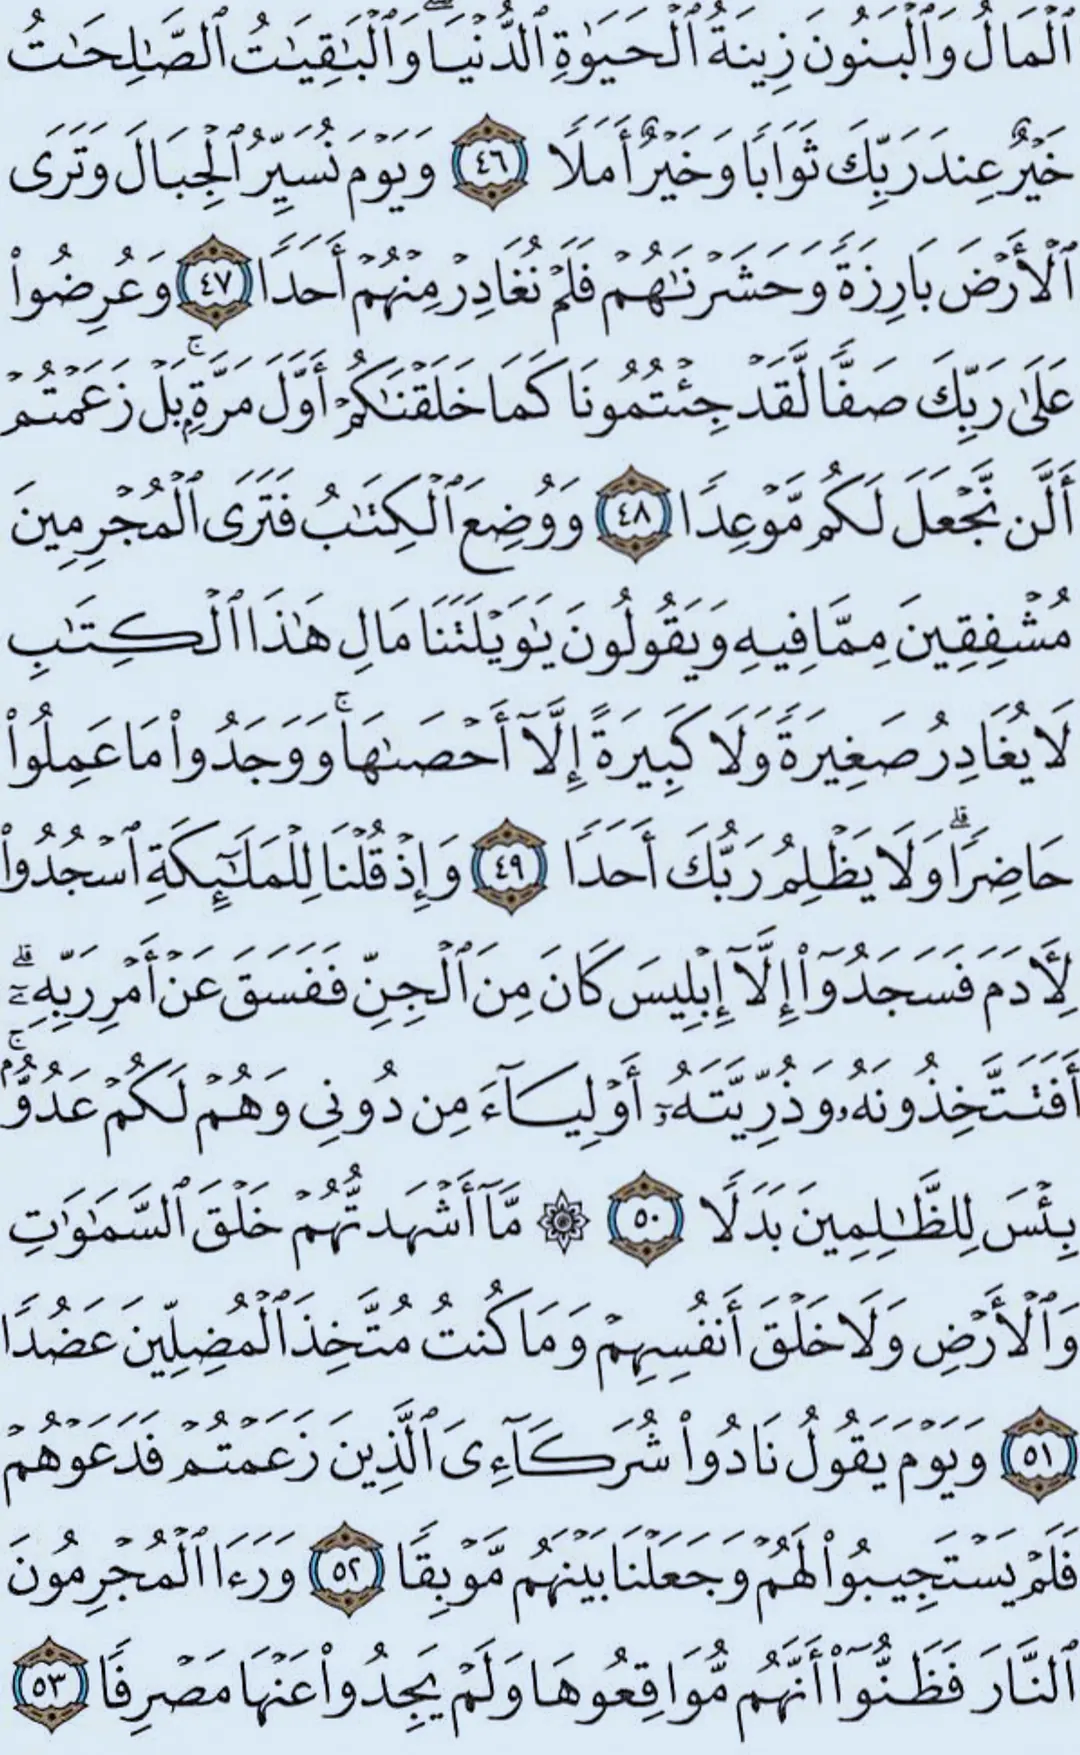 ٱلْمَالُ وَٱلْبَنُونَ زِينَةُ ٱلْحَيَوٰةِ ٱلدُّنْيَاۖ وَٱلْبَٰقِيَٰتُ ٱلصَّٰلِحَٰتُ
خَيْرٌ عِندَ رَبِّكَ ثَوَابًا وَخَيْرٌ أَمَلًا ٤٦ وَيَوْمَ نُسَيِّرُ ٱلْجِبَالَ وَتَرَى
ٱلْأَرْضَ بَارِزَةً وَحَشَرْنَٰهُمْ فَلَمْ نُغَادِرْ مِنْهُمْ أَحَدًا ٤٧ وَعُرِضُوا۟
عَلَىٰ رَبِّكَ صَفًّا لَّقَدْ جِئْتُمُونَا كَمَا خَلَقْنَٰكُمْ أَوَّلَ مَرَّةٍۭۚ بَلْ زَعَمْتُمْ
أَلَّن نَّجْعَلَ لَكُم مَّوْعِدًا ٤٨ وَوُضِعَ ٱلْكِتَٰبُ فَتَرَى ٱلْمُجْرِمِينَ
مُشْفِقِينَ مِمَّا فِيهِ وَيَقُولُونَ يَٰوَيْلَتَنَا مَالِ هَٰذَا ٱلْكِتَٰبِ
لَا يُغَادِرُ صَغِيرَةً وَلَا كَبِيرَةً إِلَّآ أَحْصَىٰهَاۚ وَوَجَدُوا۟ مَا عَمِلُوا۟
حَاضِرًاۗ وَلَا يَظْلِمُ رَبُّكَ أَحَدًا ٤٩ وَإِذْ قُلْنَا لِلْمَلَٰٓئِكَةِ ٱسْجُدُوا۟
لِءَادَمَ فَسَجَدُوٓا۟ إِلَّآ إِبْلِيسَ كَانَ مِنَ ٱلْجِنِّ فَفَسَقَ عَنْ أَمْرِ رَبِّهِۦٓۗ
أَفَتَتَّخِذُونَهُۥ وَذُرِّيَّتَهُۥٓ أَوْلِيَآءَ مِن دُونِى وَهُمْ لَكُمْ عَدُوٌّۢۚ
بِئْسَ لِلظَّٰلِمِينَ بَدَلًا ٥٠ ۞ مَّآ أَشْهَدتُّهُمْ خَلْقَ ٱلسَّمَٰوَٰتِ
وَٱلْأَرْضِ وَلَا خَلْقَ أَنفُسِهِمْ وَمَا كُنتُ مُتَّخِذَ ٱلْمُضِلِّينَ عَضُدًا
٥١ وَيَوْمَ يَقُولُ نَادُوا۟ شُرَكَآءِىَ ٱلَّذِينَ زَعَمْتُمْ فَدَعَوْهُمْ
فَلَمْ يَسْتَجِيبُوا۟ لَهُمْ وَجَعَلْنَا بَيْنَهُم مَّوْبِقًا ٥٢ وَرَءَا ٱلْمُجْرِمُونَ
ٱلنَّارَ فَظَنُّوٓا۟ أَنَّهُم مُّوَاقِعُوهَا وَلَمْ يَجِدُوا۟ عَنْهَا مَصْرِفًا ٥٣